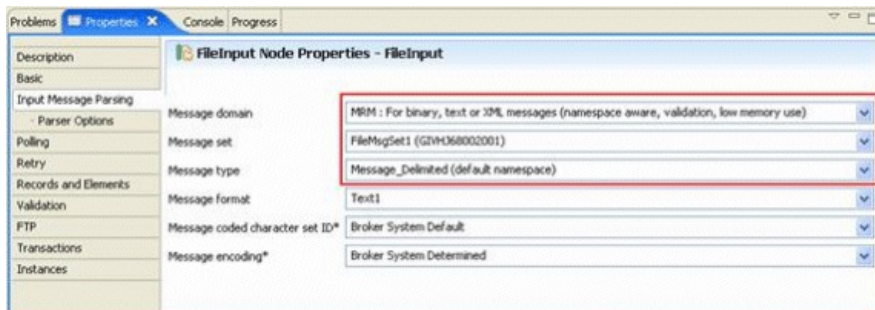 Problems Properties Console Progress
FileInput Node Properties - FileInput
Description
Basic
Input Message Parsing
- Parser Options
Polling
Retry
Records and Elements
Validation
FTP
Transactions
Instances
Message domain MRM : For binary, text or XML messages (namespace aware, validation, low memory use)
Message set FileMsgSet1 (GIVHJ68002001)
Message type Message_Delimited (default namespace)
Message format Text1
Message coded character set ID* Broker System Default
Message encoding* Broker System Determined